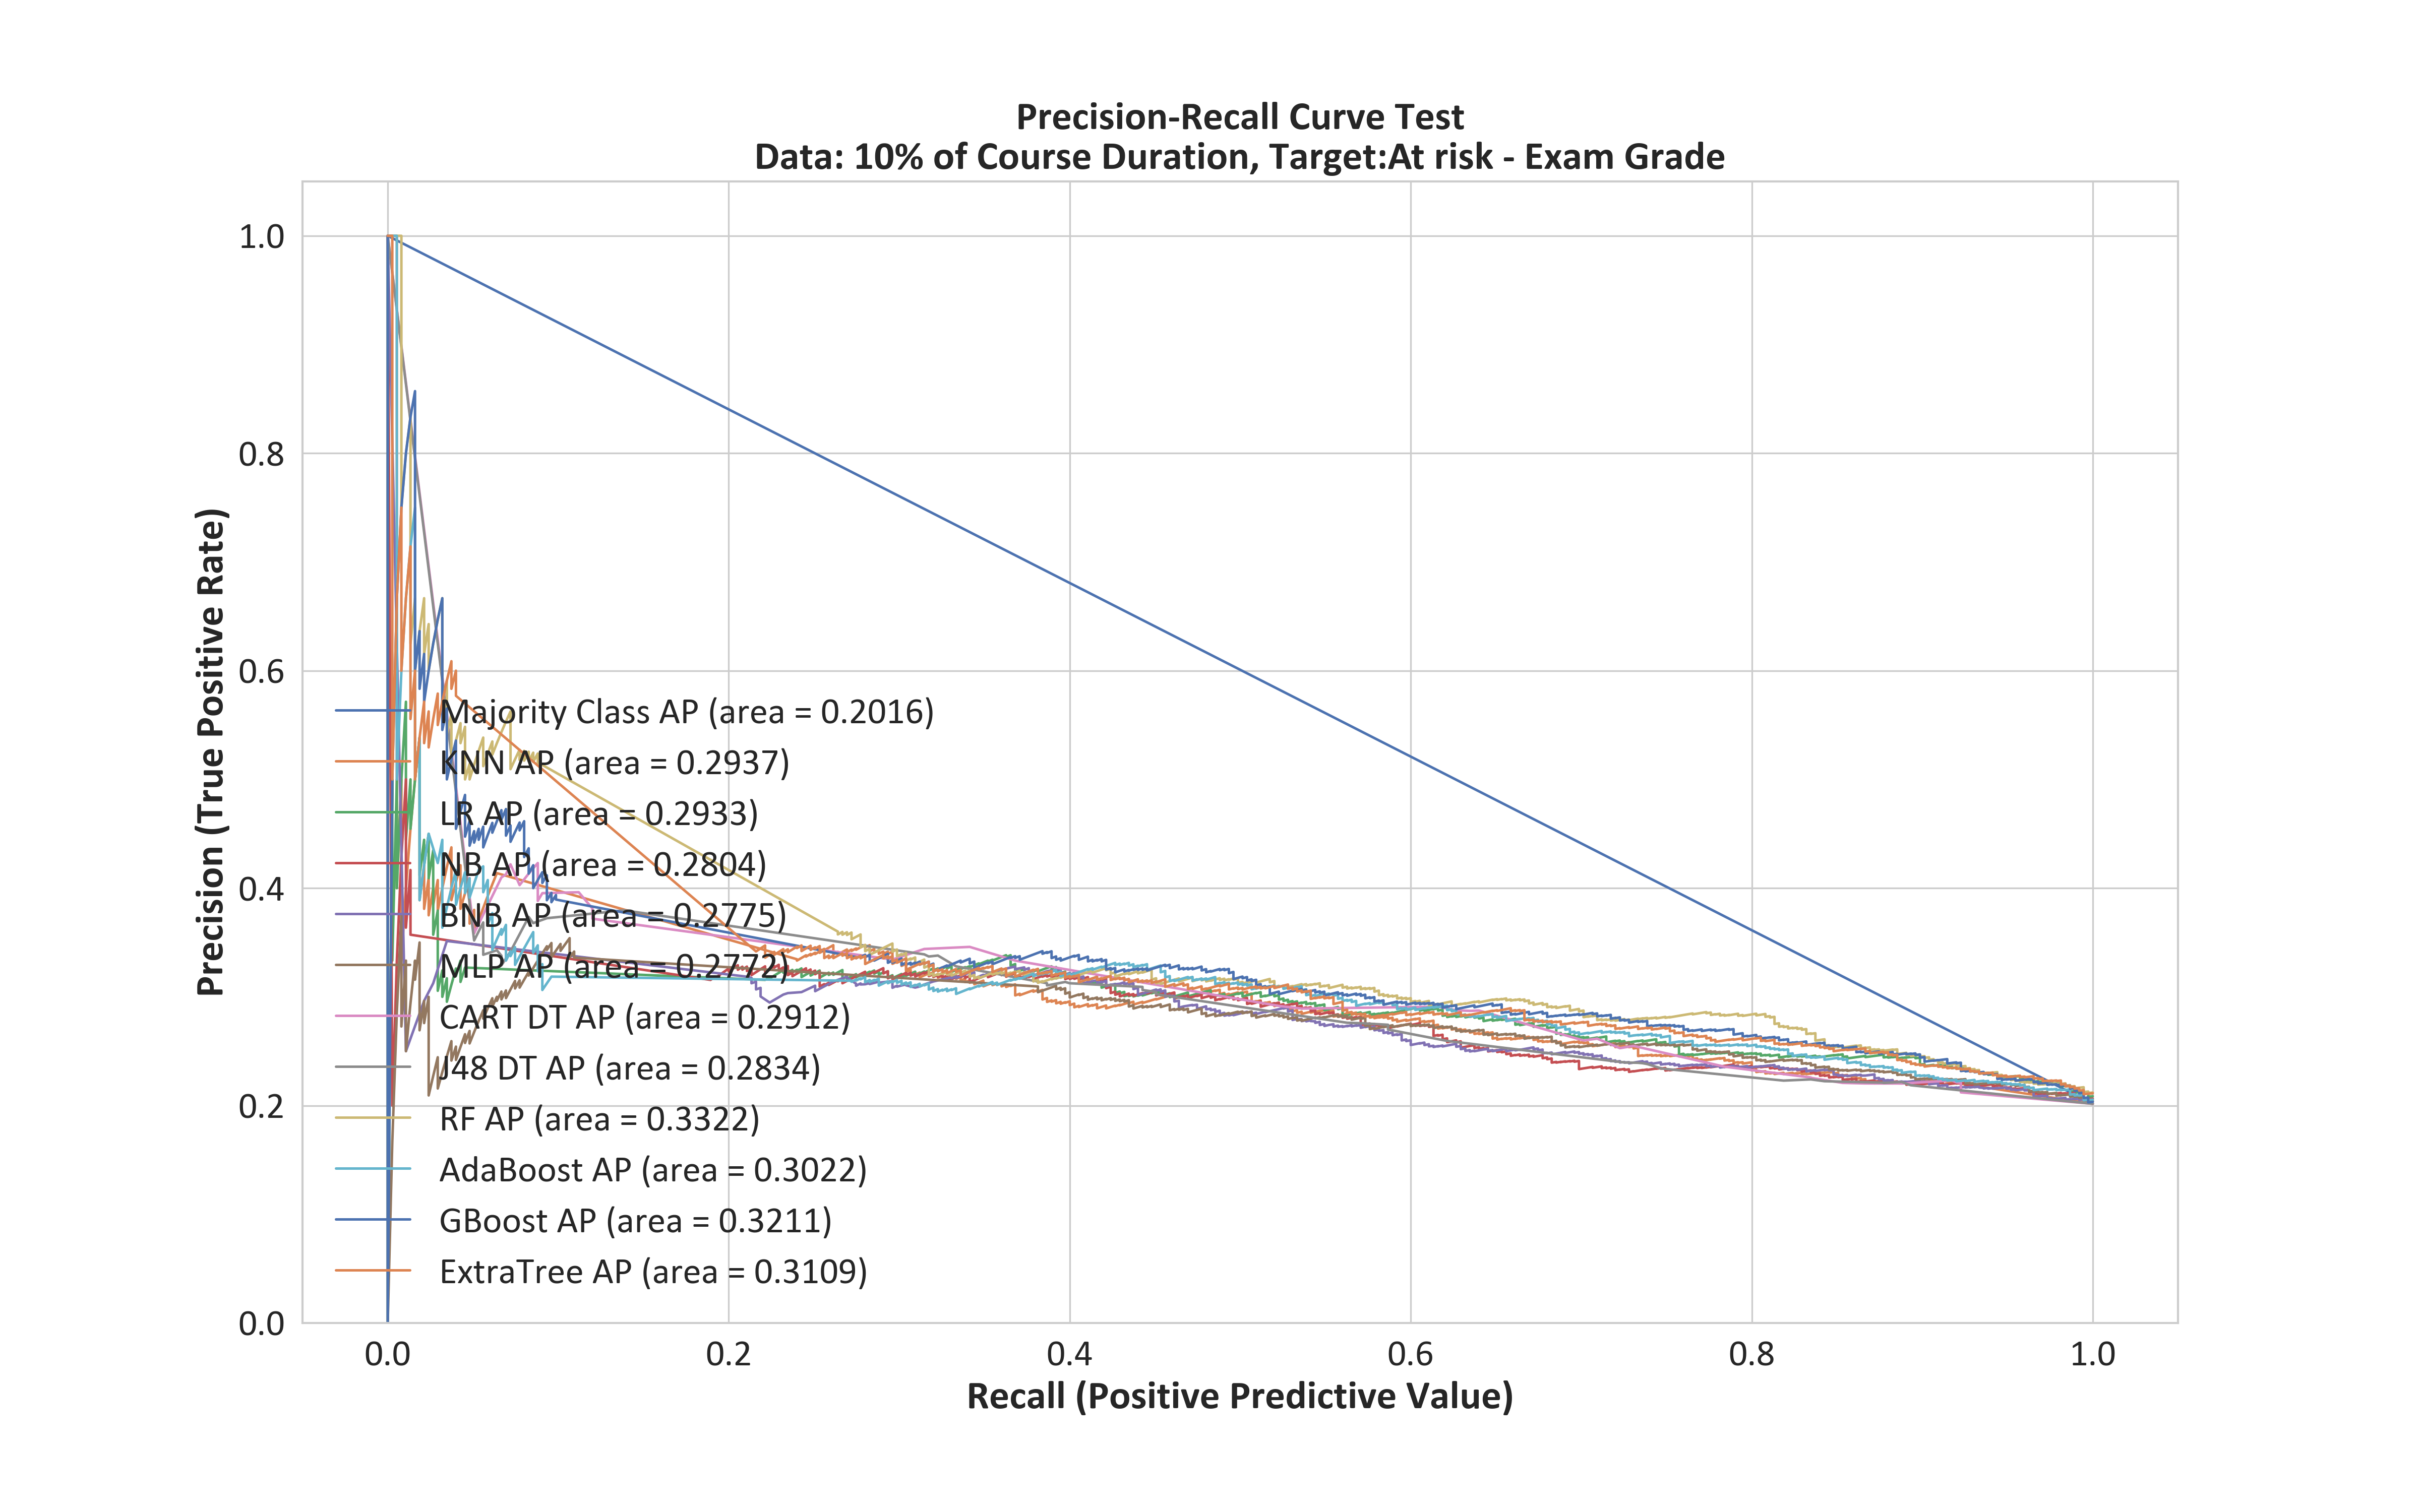 Precision-Recall Curve Test
Data: 10% of Course Duration, Target:At risk - Exam Grade
Precision (True Positive Rate)
1.0
0.8
0.6
0.4
0.2
0.0
Majority Class AP (area = 0.2016)
KNN AP (area = 0.2937)
LR AP (area = 0.2933)
NB AP (area = 0.2804)
BNB AP (area = 0.2775)
MLP AP (area = 0.2772)
CART DT AP (area = 0.2912)
J48 DT AP (area = 0.2834)
RF AP (area = 0.3322)
AdaBoost AP (area = 0.3022)
GBoost AP (area = 0.3211)
ExtraTree AP (area = 0.3109)
0.0 0.2 0.4 0.6 0.8 1.0
Recall (Positive Predictive Value)